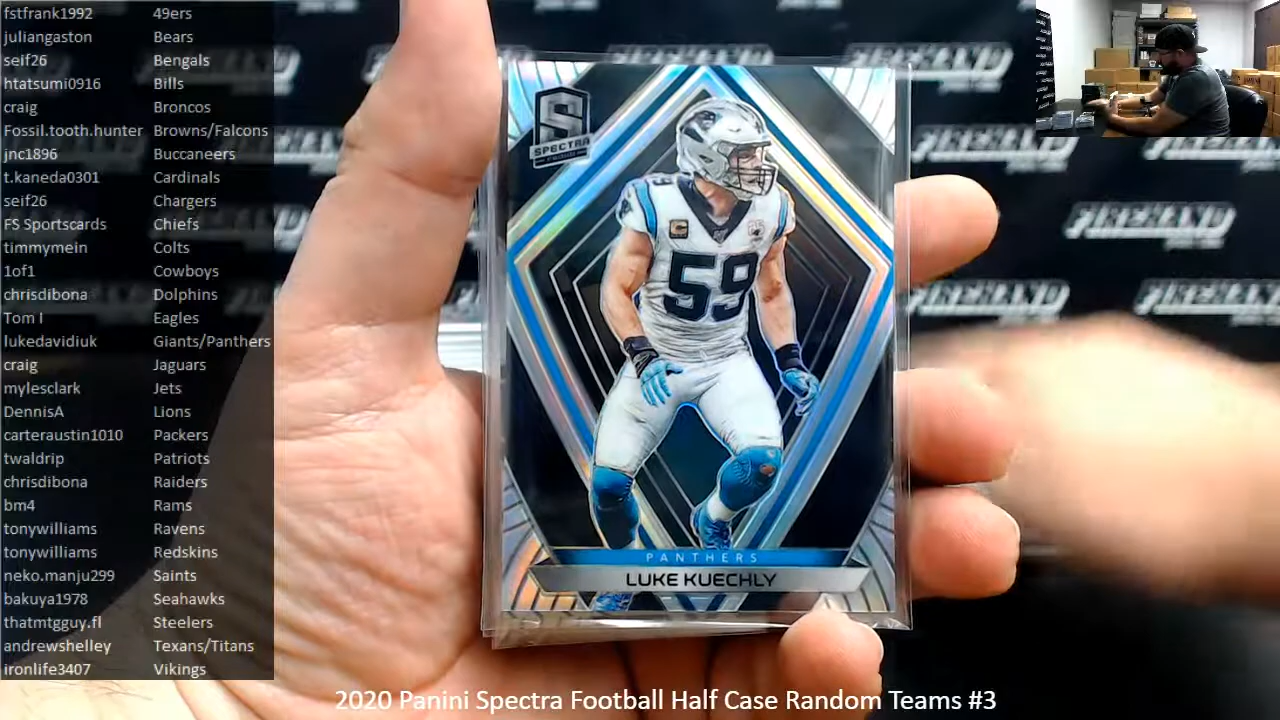 fstfrank1992 49ers
juliangaston Bears
seif26 Bengals
htatsumi0916 Bills
craig Broncos
Fossil.tooth.hunter Browns/Falcons
jnc1896 Buccaneers
t.kaneda0301 Cardinals
seif26 Chargers
FS Sportscards Chiefs
timmymein Colts
1of1 Cowboys
chrisdibona Dolphins
Tom I Eagles
lukedavidiuk Giants/Panthers
craig Jaguars
mylesclark Jets
DennisA Lions
carteraustin1010 Packers
twaldrip Patriots
chrisdibona Raiders
bm4 Rams
tonywilliams Ravens
tonywilliams Redskins
neko.manju299 Saints
bakuya1978 Seahawks
thatmtgguy.fl Steelers
andrewshelley Texans/Titans
ironlife3407 Vikings
S
SPECTRA
59
59
PANTHERS
LUKE KUECHLY
FIREHAND
FIREHAND
FIREHAND
FIREHAND
2020 Panini Spectra Football Half Case Random Teams #3